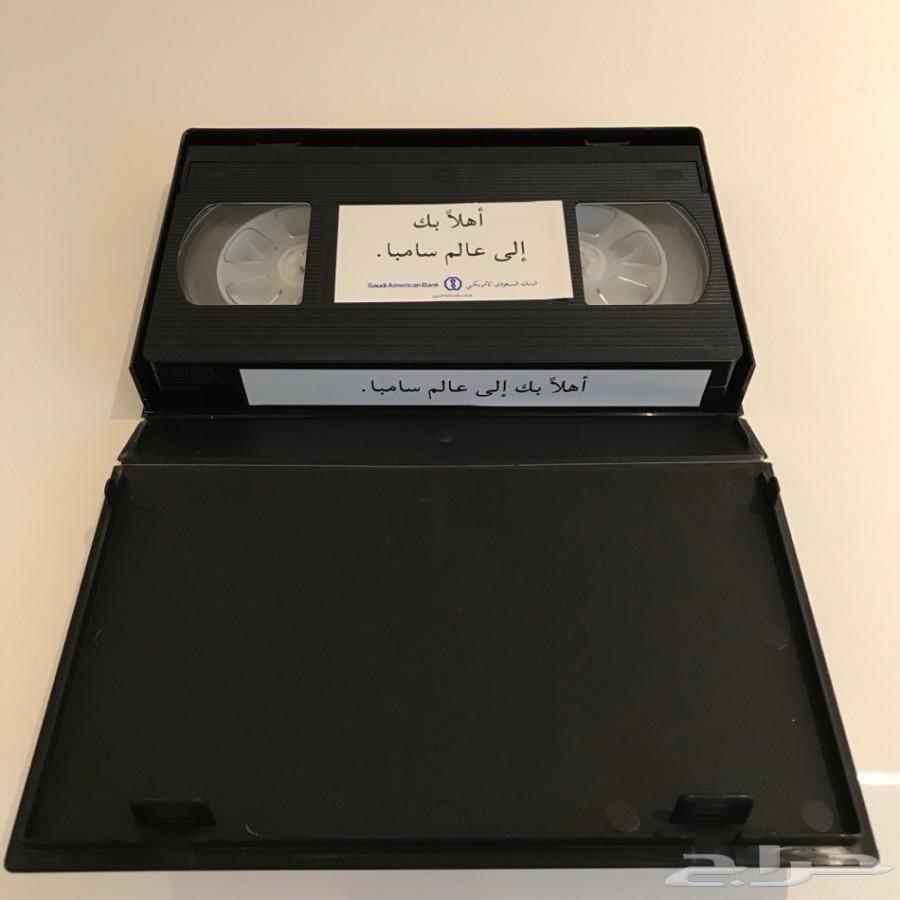 أهلاً بك
إلى عالم سامبا.
Saudi American Bank البنك السعودي الأمريكي
أهلاً بك إلى عالم سامبا.
حراج